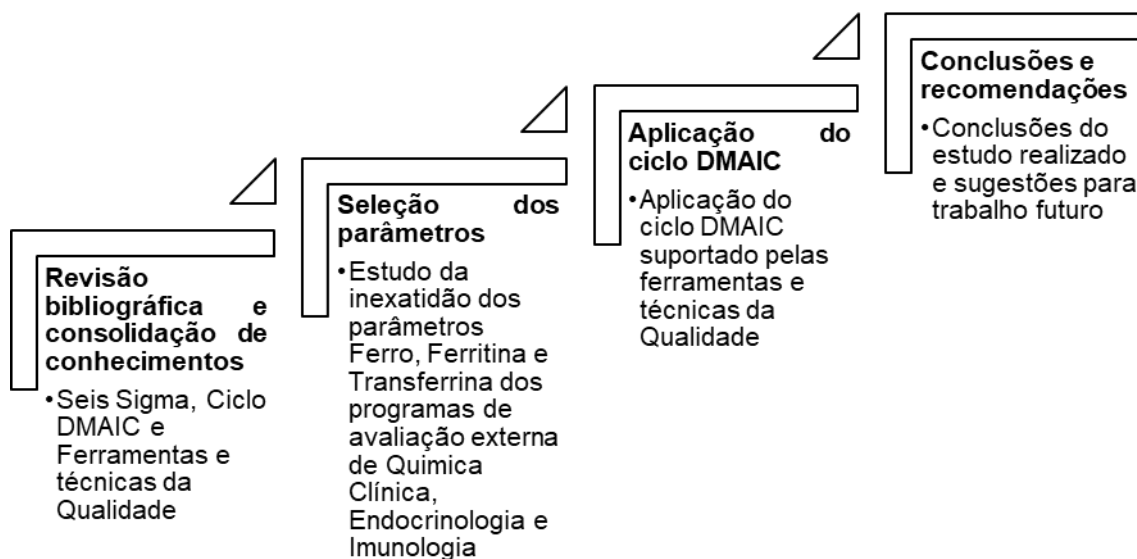 Revisão
bibliográfica e
consolidação de
conhecimentos
•Seis Sigma, Ciclo
DMAIC e
Ferramentas e
técnicas da
Qualidade
Seleção dos
parâmetros
•Estudo da
inexatidão dos
parâmetros
Ferro, Ferritina e
Transferrina dos
programas de
avaliação externa
de Quimica
Clínica,
Endocrinologia e
Imunologia
Aplicação do
ciclo DMAIC
•Aplicação do
ciclo DMAIC
suportado pelas
ferramentas e
técnicas da
Qualidade
Conclusões e
recomendações
•Conclusões do
estudo realizado
e sugestões para
trabalho futuro